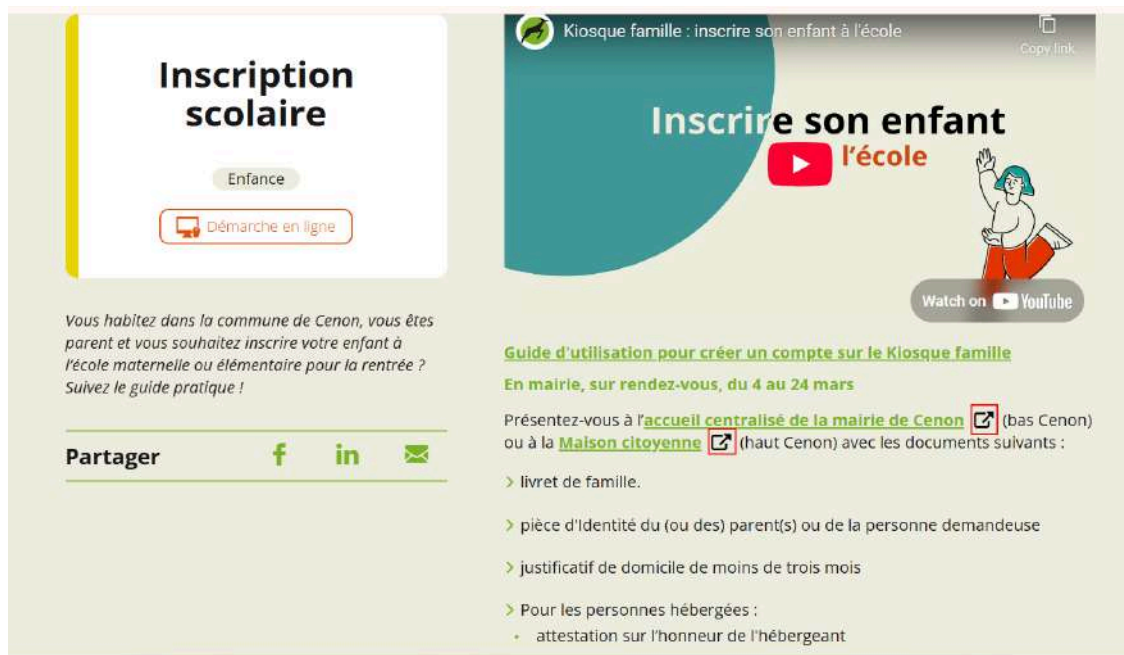 Inscription
scolaire
Enfance
Démarche en ligne
Vous habitez dans la commune de Cenon, vous êtes
parent et vous souhaitez inscrire votre enfant à
l'école maternelle ou élémentaire pour la rentrée ?
Suivez le guide pratique !
Partager
Kiosque famille : inscrire son enfant à l'école
Copy link
Inscrire son enfant
l'école
Watch on YouTube
Guide d'utilisation pour créer un compte sur le Kiosque famille
En mairie, sur rendez-vous, du 4 au 24 mars
Présentez-vous à l'accueil centralisé de la mairie de Cenon (bas Cenon)
ou à la Maison citoyenne (haut Cenon) avec les documents suivants :
> livret de famille.
> pièce d'Identité du (ou des) parent(s) ou de la personne demandeuse
> justificatif de domicile de moins de trois mois
> Pour les personnes hébergées :
• attestation sur l'honneur de l'hébergeant